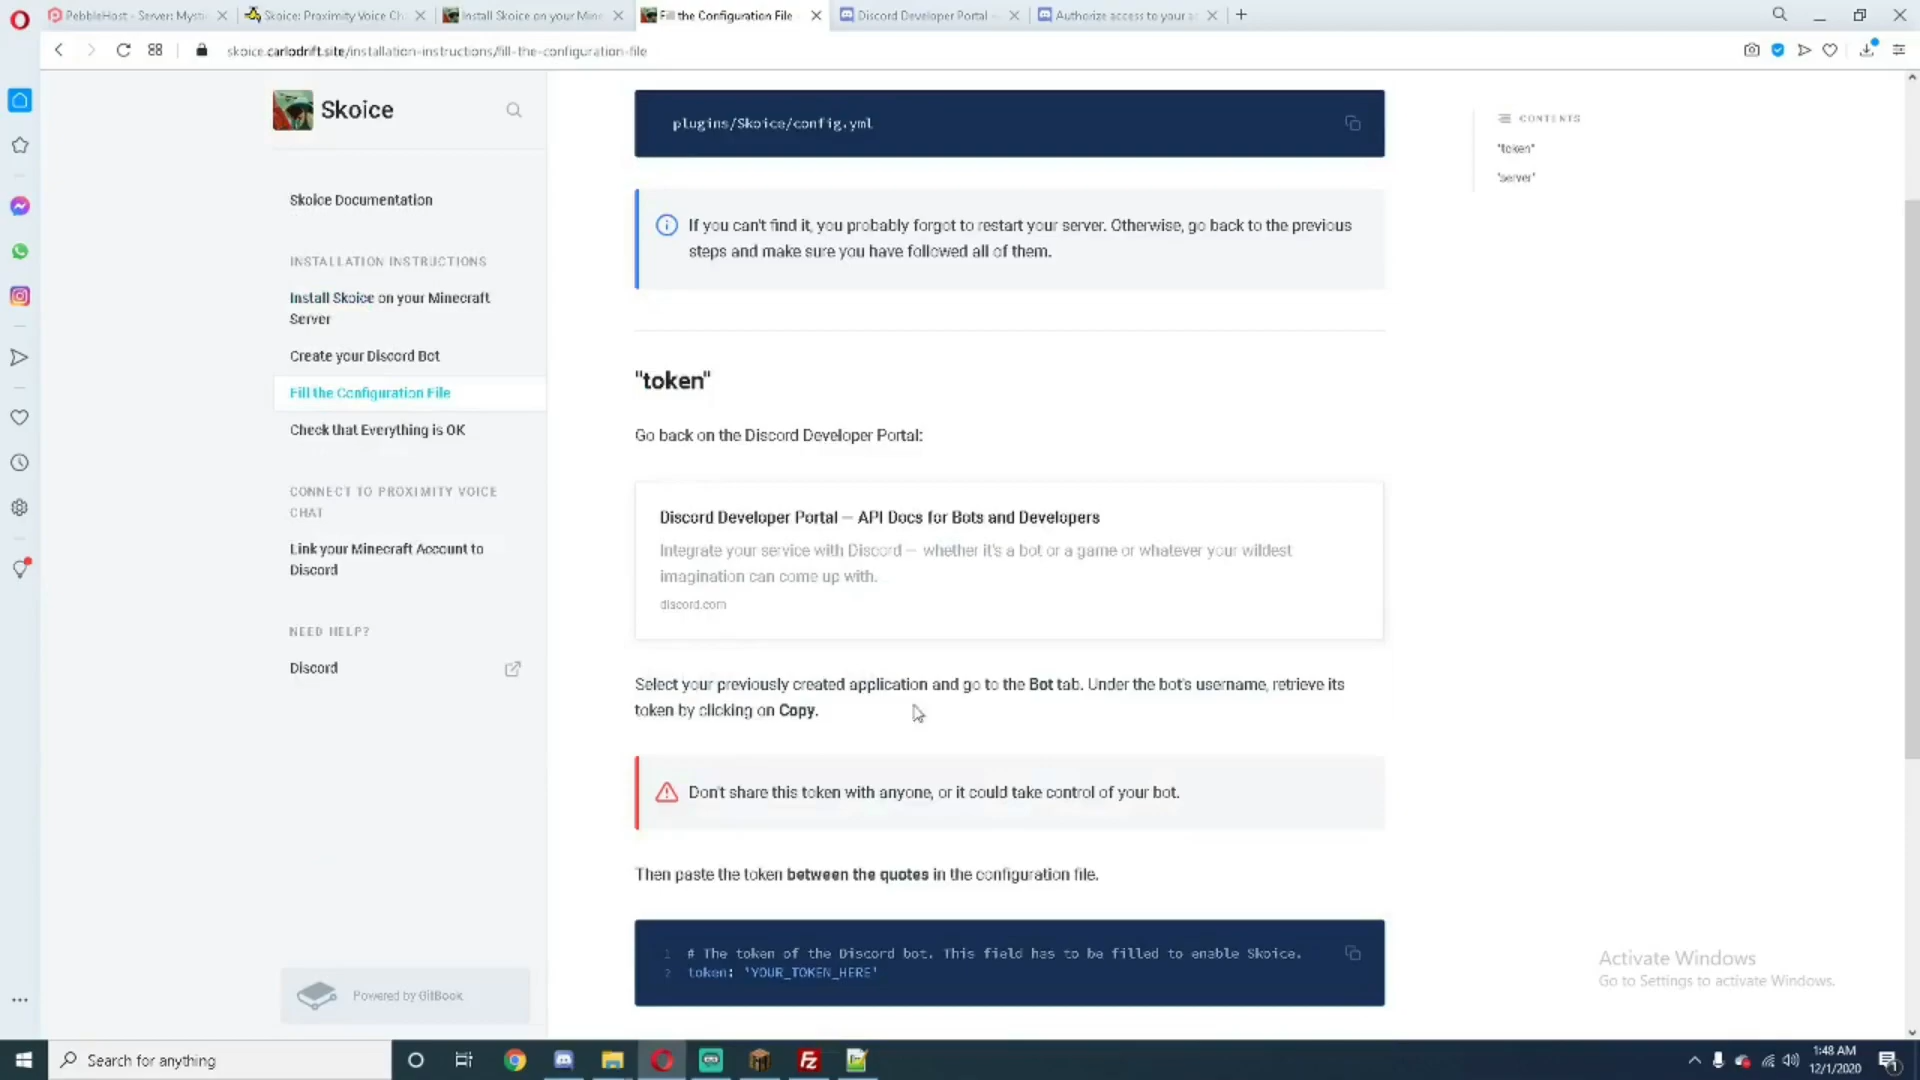 PebbleHost - Server: Mysti
Skoice: Proximity Voice Ch
Install Skoice on your Mine
Fill the Configuration File
Discord Developer Portal -
Authorize access to your a
skoice.carlodrift.site/installation-instructions/fill-the-configuration-file
Skoice
Skoice Documentation
INSTALLATION INSTRUCTIONS
Install Skoice on your Minecraft
Server
Create your Discord Bot
Fill the Configuration File
Check that Everything is OK
CONNECT TO PROXIMITY VOICE
CHAT
Link your Minecraft Account to
Discord
NEED HELP?
Discord
Powered by GitBook
plugins/Skoice/config.yml
If you can't find it, you probably forgot to restart your server. Otherwise, go back to the previous
steps and make sure you have followed all of them.
"token"
Go back on the Discord Developer Portal:
Discord Developer Portal — API Docs for Bots and Developers
Integrate your service with Discord — whether it's a bot or a game or whatever your wildest
imagination can come up with.
discord.com
Select your previously created application and go to the Bot tab. Under the bot's username, retrieve its
token by clicking on Copy.
Don't share this token with anyone, or it could take control of your bot.
Then paste the token between the quotes in the configuration file.
1 # The token of the Discord bot. This field has to be filled to enable Skoice.
2 token: 'YOUR_TOKEN_HERE'
CONTENTS
"token"
"server"
Activate Windows
Go to Settings to activate Windows.
Search for anything
1:48 AM
12/1/2020
1